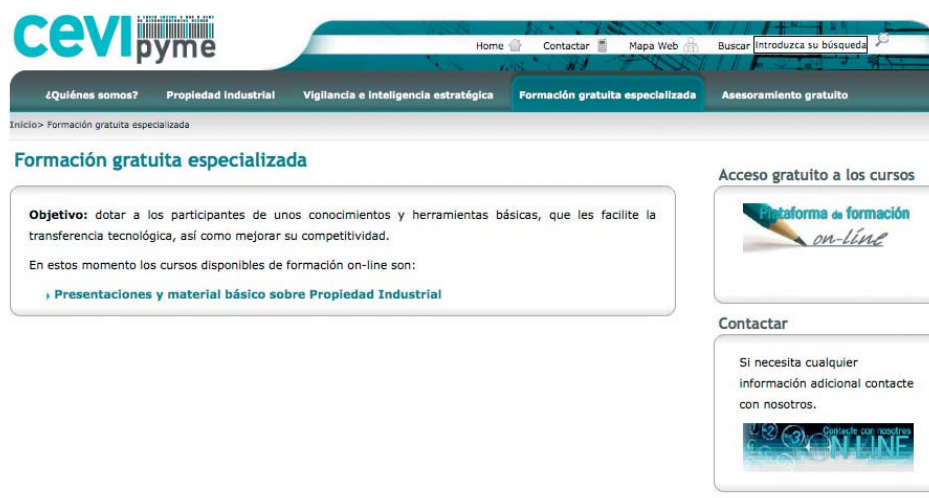 cevipyme
Home Contactar Mapa Web Buscar Introduzca su búsqueda
¿Quiénes somos? Propiedad industrial Vigilancia e inteligencia estratégica Formación gratuita especializada Asesoramiento gratuito
Inicio> Formación gratuita especializada
Formación gratuita especializada
Objetivo: dotar a los participantes de unos conocimientos y herramientas básicas, que les facilite la
transferencia tecnológica, así como mejorar su competitividad.
En estos momento los cursos disponibles de formación on-line son:
Presentaciones y material básico sobre Propiedad Industrial
Acceso gratuito a los cursos
Plataforma de formación
on-line
Contactar
Si necesita cualquier
información adicional contacte
con nosotros.
Contacte con nosotros
ON-LINE